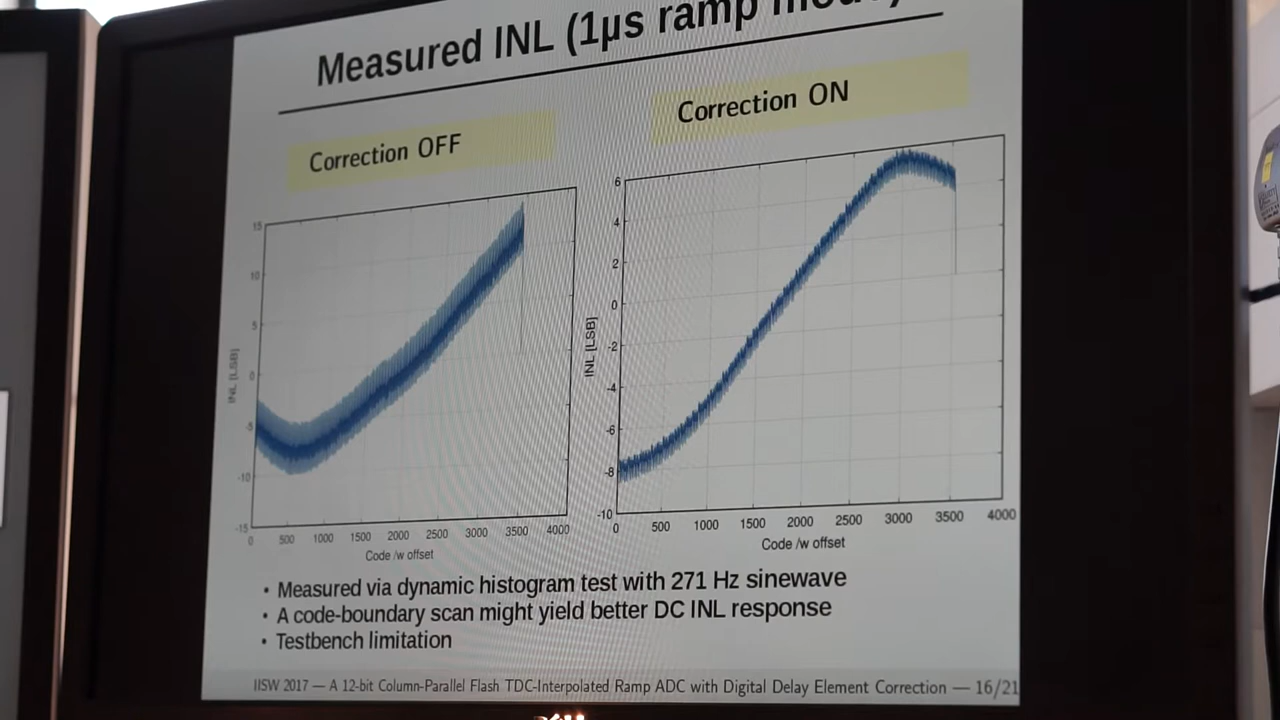 Measured INL (1µs ramp mode)
Correction OFF
Correction ON
15
10
5
0
-5
-10
-15
INL [LSB]
0 500 1000 1500 2000 2500 3000 3500 4000
Code /w offset
6
4
2
0
-2
-4
-6
-8
-10
INL [LSB]
0 500 1000 1500 2000 2500 3000 3500 4000
Code /w offset
• Measured via dynamic histogram test with 271 Hz sinewave
• A code-boundary scan might yield better DC INL response
• Testbench limitation
IISW 2017 — A 12-bit Column-Parallel Flash TDC-Interpolated Ramp ADC with Digital Delay Element Correction — 16/21